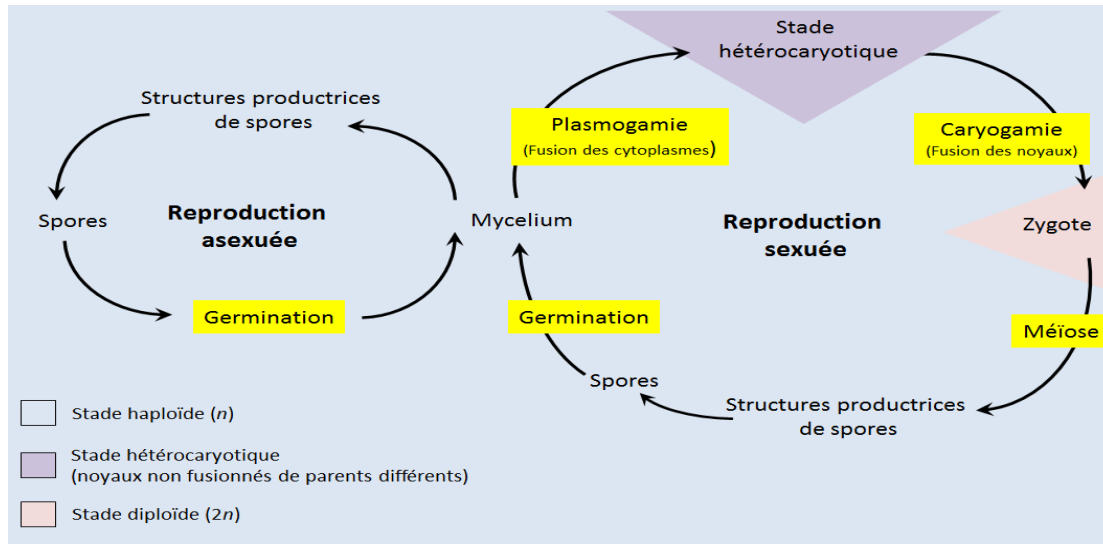 Stade
hétérocaryotique
Structures productrices
de spores
Plasmogamie
(Fusion des cytoplasmes)
Caryogamie
(Fusion des noyaux)
Spores
Reproduction
asexuée
Mycelium
Reproduction
sexuée
Zygote
Germination
Germination
Méïose
Spores
Structures productrices
de spores
Stade haploïde (n)
Stade hétérocaryotique
(noyaux non fusionnés de parents différents)
Stade diploïde (2n)